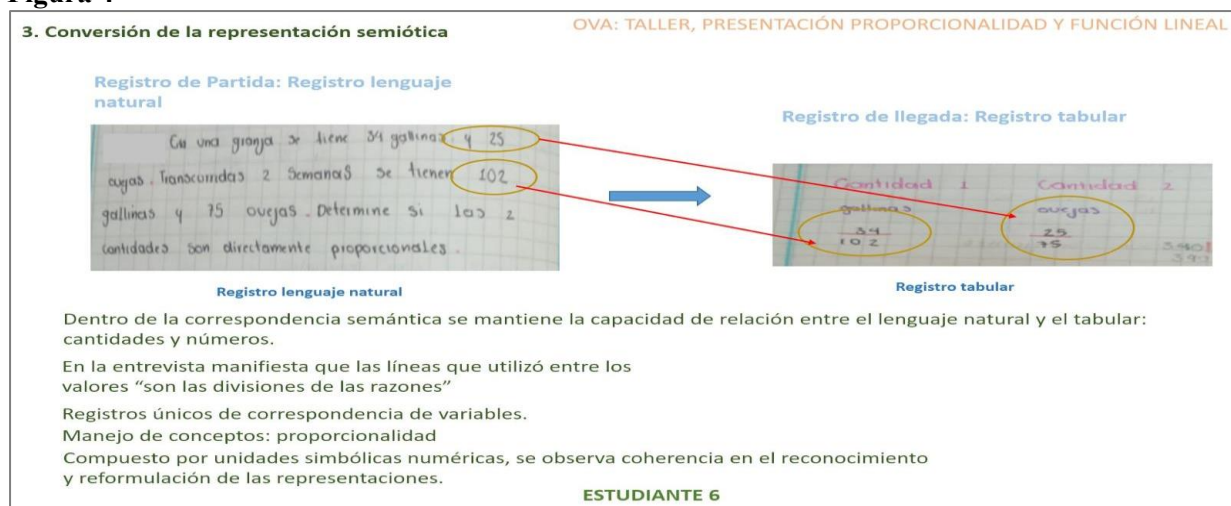 Figura 4
3. Conversión de la representación semiótica
OVA: TALLER, PRESENTACIÓN PROPORCIONALIDAD Y FUNCIÓN LINEAL
Registro de Partida: Registro lenguaje
natural
En una granja se tiene 34 gallinas y 25
ovejas. Transcurridas 2 semanas se tienen 102
gallinas y 75 ovejas. Determine si las 2
cantidades son directamente proporcionales.
Registro lenguaje natural
Registro de llegada: Registro tabular
Cantidad 1 Cantidad 2
gallinas ovejas
34 25
102 75
Registro tabular
Dentro de la correspondencia semántica se mantiene la capacidad de relación entre el lenguaje natural y el tabular:
cantidades y números.
En la entrevista manifiesta que las líneas que utilizó entre los
valores “son las divisiones de las razones”
Registros únicos de correspondencia de variables.
Manejo de conceptos: proporcionalidad
Compuesto por unidades simbólicas numéricas, se observa coherencia en el reconocimiento
y reformulación de las representaciones.
ESTUDIANTE 6